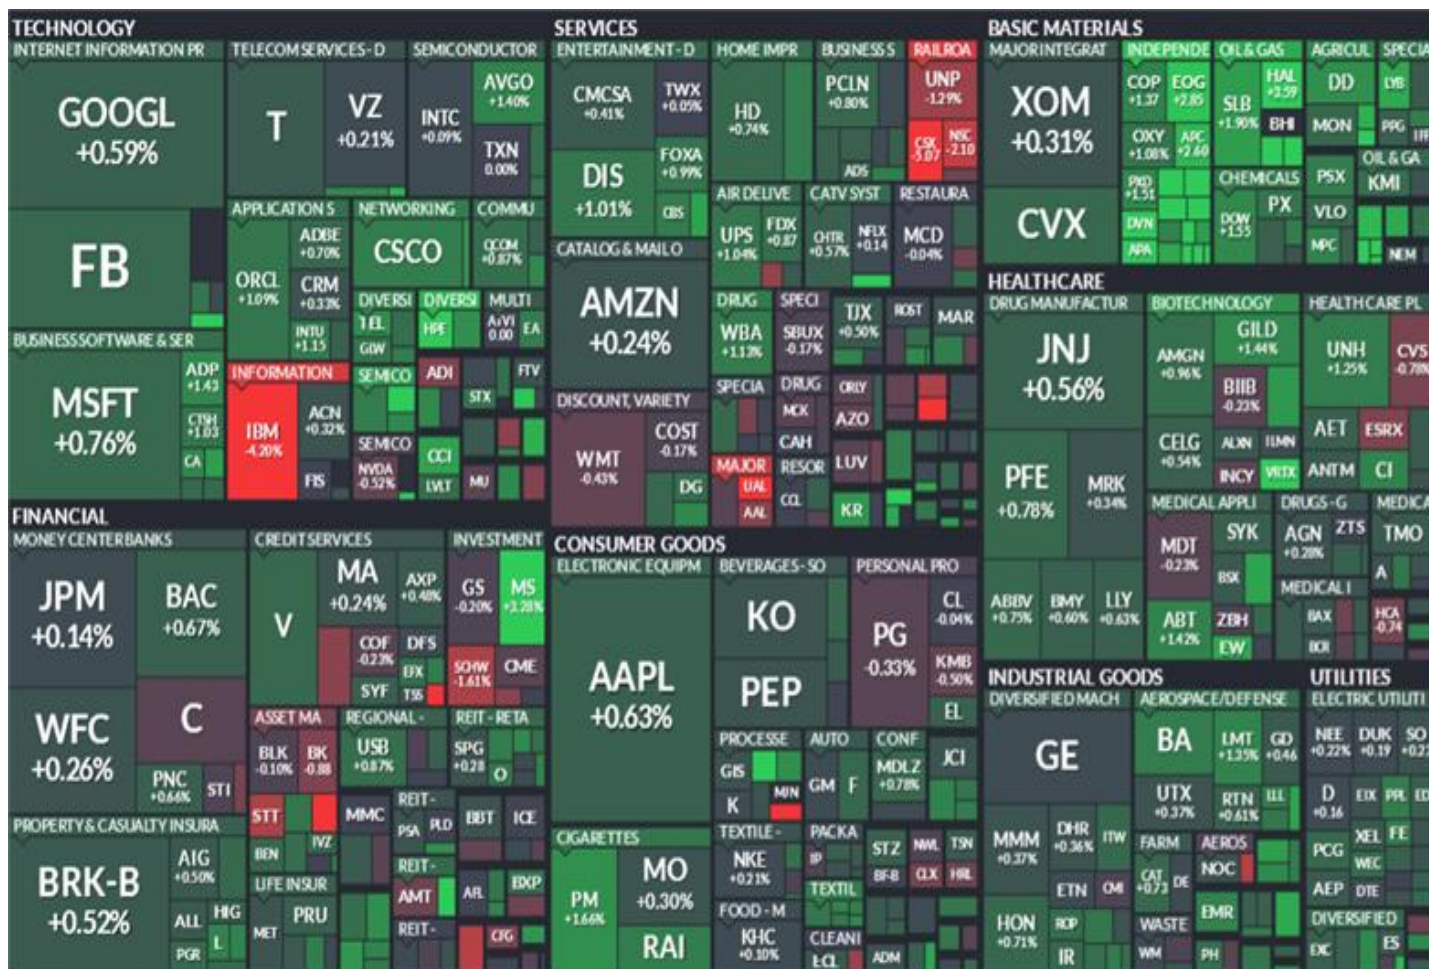 TECHNOLOGY
INTERNET INFORMATION PR
GOOGL
+0.59%
FB
TELECOM SERVICES - D
T
VZ
+0.21%
SEMICONDUCTOR
INTC
+0.09%
AVGO
+1.40%
TXN
0.00%
APPLICATION S
ORCL
+1.09%
ADBE
+0.70%
CRM
+0.33%
INTU
+1.15
NETWORKING
CSCO
COMMU
QCOM
+0.87%
DIVERSI
TEL
GLW
DIVERSI
HPE
MULTI
ATVI
0.00
EA
BUSINESS SOFTWARE & SER
MSFT
+0.76%
ADP
+1.43
CTSH
+1.03
CA
INFORMATION
IBM
-4.20%
ACN
+0.32%
FIS
SEMICO
ADI
STX
FTV
SEMICO
NVDA
-0.52%
CCI
LVLT
MU
SERVICES
ENTERTAINMENT - D
CMCSA
+0.41%
TWX
+0.05%
DIS
+1.01%
FOXA
+0.99%
CBS
HOME IMPR
HD
+0.74%
BUSINESS S
PCLN
+0.80%
ADS
RAILROA
UNP
-1.29%
CSX
-5.07
NSC
-2.10
AIR DELIVE
UPS
+1.04%
FDX
+0.87
CATV SYST
CHTR
+0.57%
NFLX
+0.14
RESTAURA
MCD
-0.04%
CATALOG & MAIL O
AMZN
+0.24%
DRUG
WBA
+1.13%
SPECI
SBUX
-0.17%
TJX
+0.50%
ROST
MAR
DISCOUNT, VARIETY
WMT
-0.43%
COST
-0.17%
DG
SPECIA
DRUG
MCK
CAH
ORLY
AZO
MAJOR
UAL
AAL
RESOR
CCL
LUV
KR
BASIC MATERIALS
MAJOR INTEGRAT
XOM
+0.31%
CVX
INDEPENDE
COP
+1.37
EOG
+2.85
OXY
+1.08%
APC
+2.60
PXD
+1.51
DVN
APA
OIL & GAS
SLB
+1.90%
HAL
+3.59
BHI
CHEMICALS
DOW
+1.55
PX
AGRICUL
DD
MON
SPECIA
LYB
PPG
IFF
PSX
VLO
MPC
OIL & GA
KMI
NEM
HEALTHCARE
DRUG MANUFACTUR
JNJ
+0.56%
PFE
+0.78%
MRK
+0.34%
ABBV
+0.75%
BMY
+0.60%
LLY
+0.63%
BIOTECHNOLOGY
AMGN
+0.96%
GILD
+1.44%
BIIB
-0.23%
CELG
+0.54%
ALXN
ILMN
INCY
VRTX
HEALTH CARE PL
UNH
+1.25%
CVS
-0.78%
AET
ESRX
ANTM
CI
MEDICAL APPLI
MDT
-0.23%
SYK
BSX
ABT
+1.42%
ZBH
EW
DRUGS - G
AGN
+0.28%
ZTS
MEDICA
TMO
A
MEDICAL I
BAX
BCR
HCA
-0.74
FINANCIAL
MONEY CENTER BANKS
JPM
+0.14%
BAC
+0.67%
WFC
+0.26%
C
PNC
+0.66%
STI
CREDIT SERVICES
V
MA
+0.24%
AXP
+0.48%
COF
-0.23%
DFS
EFX
SYF
TSS
INVESTMENT
GS
-0.20%
MS
+3.28%
SCHW
-1.61%
CME
ASSET MA
BLK
-0.10%
BK
-0.88
STT
IVZ
BEN
REGIONAL -
USB
+0.87%
REIT - RETA
SPG
+0.28
O
MMC
REIT -
PSA
PLD
BBT
ICE
REIT -
AMT
AFL
BXP
REIT -
CFG
PROPERTY & CASUALTY INSURA
BRK-B
+0.52%
AIG
+0.50%
ALL
HIG
L
PGR
LIFE INSUR
MET
PRU
CONSUMER GOODS
ELECTRONIC EQUIPM
AAPL
+0.63%
BEVERAGES - SO
KO
PEP
PERSONAL PRO
PG
-0.33%
CL
-0.04%
KMB
-0.50%
EL
PROCESSE
GIS
K
MJN
AUTO
GM
F
CONF
MDLZ
+0.78%
JCI
CIGARETTES
PM
+1.66%
MO
+0.30%
RAI
TEXTILE -
NKE
+0.21%
PACKA
IP
STZ
NWL
TSN
BF-B
CLX
HRL
TEXTIL
FOOD - M
KHC
+0.10%
CLEANI
ECL
ADM
INDUSTRIAL GOODS
DIVERSIFIED MACH
GE
MMM
+0.37%
DHR
+0.36%
ITW
ETN
CMI
HON
+0.71%
ROP
IR
AEROSPACE/DEFENSE
BA
LMT
+1.35%
GD
+0.46
UTX
+0.37%
RTN
+0.61%
LLL
FARM
CAT
+0.73
DE
AEROS
NOC
WASTE
WM
EMR
PH
UTILITIES
ELECTRIC UTILITI
NEE
+0.22%
DUK
+0.19
SO
D
+0.16
EIX
PPL
ED
PCG
XEL
FE
WEC
AEP
DTE
DIVERSIFIED
EXC
ES